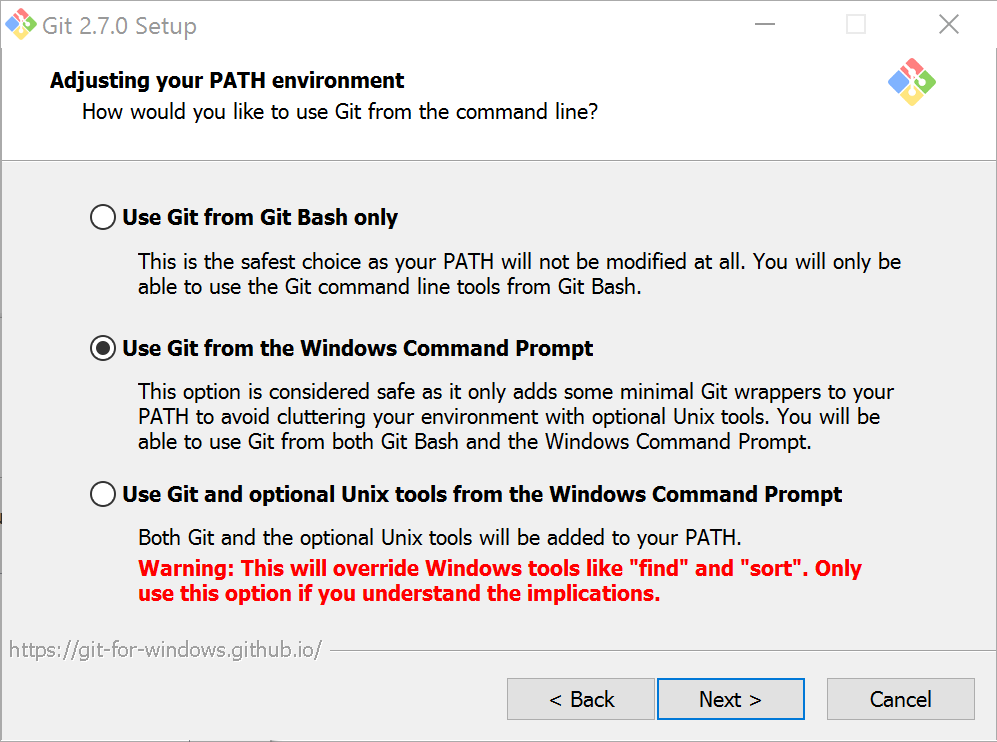 Git 2.7.0 Setup
Adjusting your PATH environment
How would you like to use Git from the command line?
Use Git from Git Bash only
This is the safest choice as your PATH will not be modified at all. You will only be
able to use the Git command line tools from Git Bash.
Use Git from the Windows Command Prompt
This option is considered safe as it only adds some minimal Git wrappers to your
PATH to avoid cluttering your environment with optional Unix tools. You will be
able to use Git from both Git Bash and the Windows Command Prompt.
Use Git and optional Unix tools from the Windows Command Prompt
Both Git and the optional Unix tools will be added to your PATH.
Warning: This will override Windows tools like "find" and "sort". Only
use this option if you understand the implications.
https://git-for-windows.github.io/
< Back
Next >
Cancel